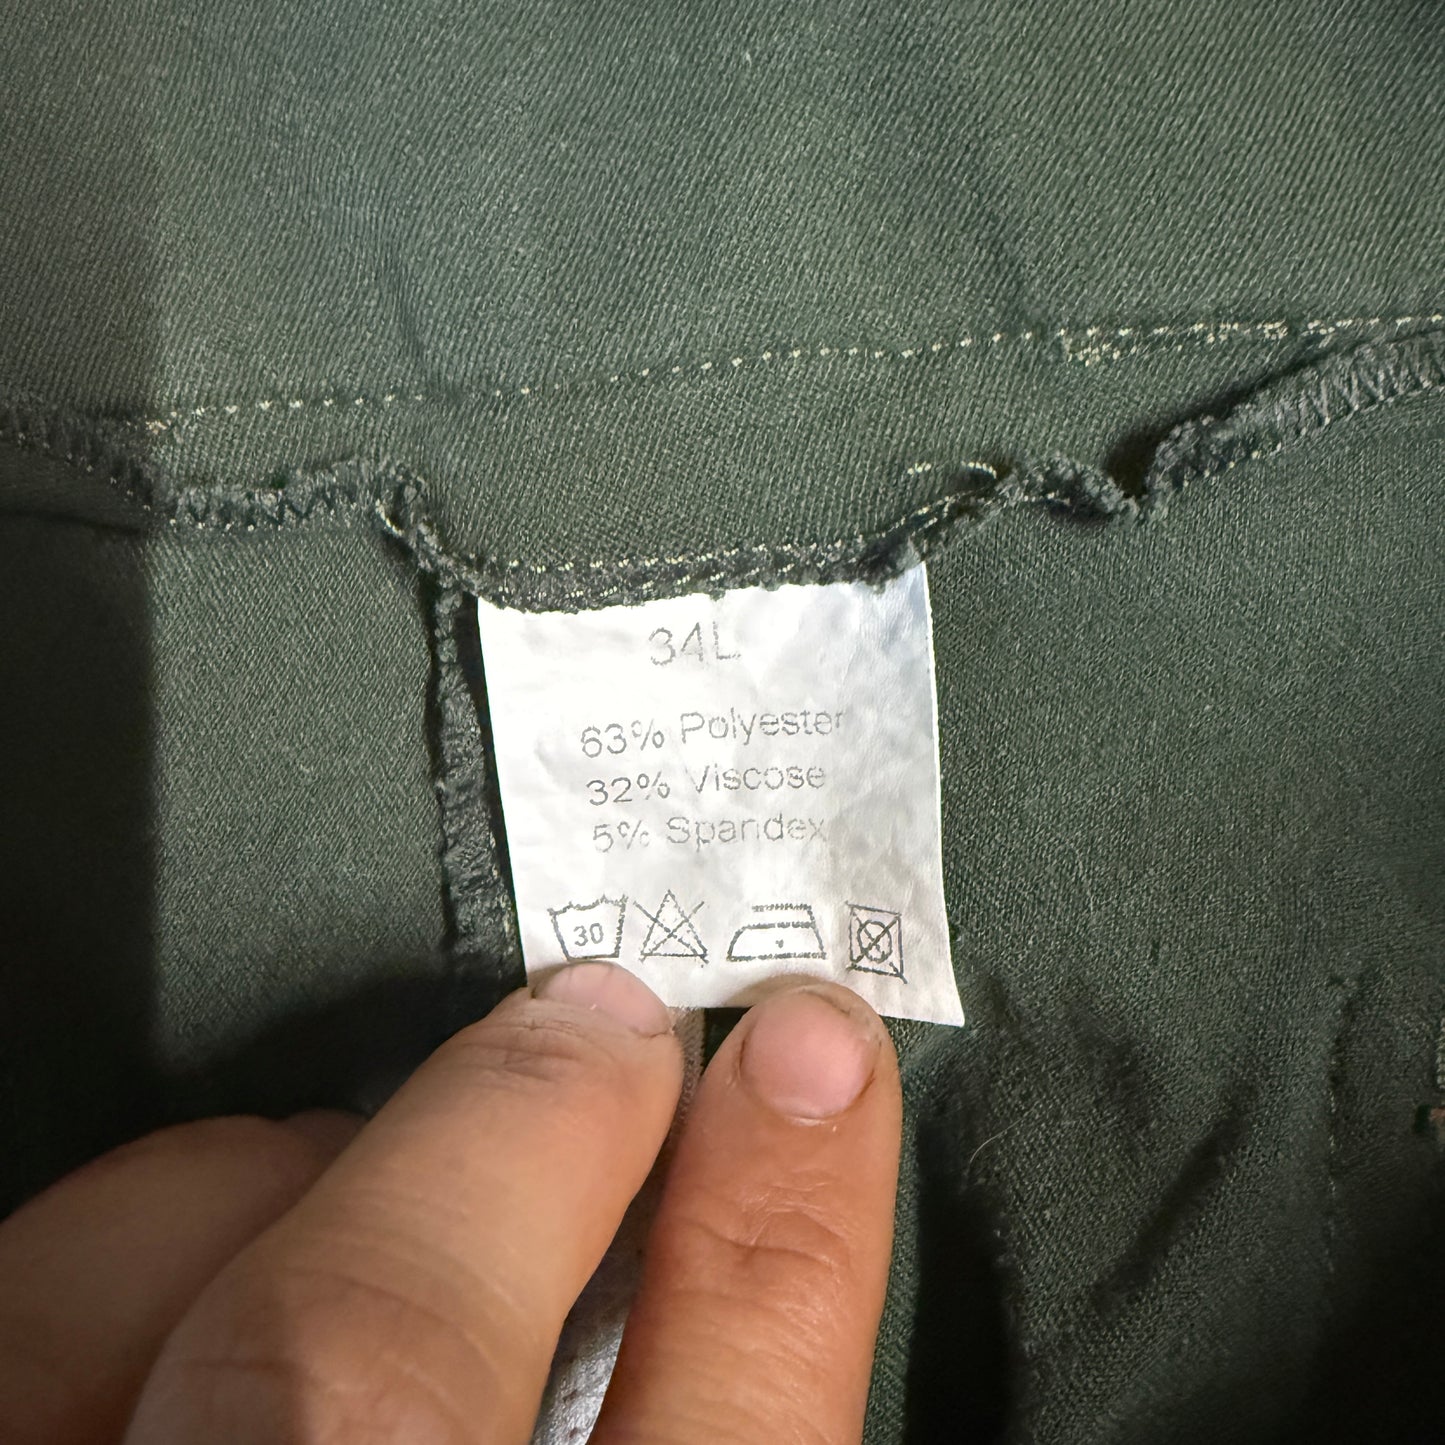 34L
63% Polyester
32% Viscose
5% Spandex
30